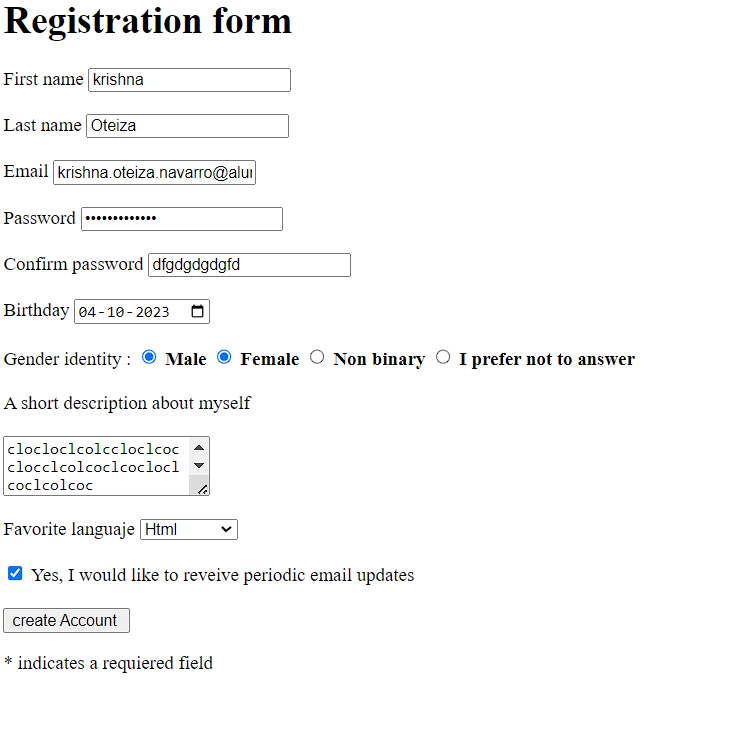 Registration form
First name krishna
Last name Oteiza
Email krishna.oteiza.navarro@alu
Password •••••••••••••
Confirm password dfgdgdgdgfd
Birthday 04-10-2023
Gender identity : Male Female Non binary I prefer not to answer
A short description about myself
clocloclcolccloclcoc
clocclcolcoclcoclocl
coclcolcoc
Favorite languaje Html
Yes, I would like to reveive periodic email updates
create Account
* indicates a requiered field